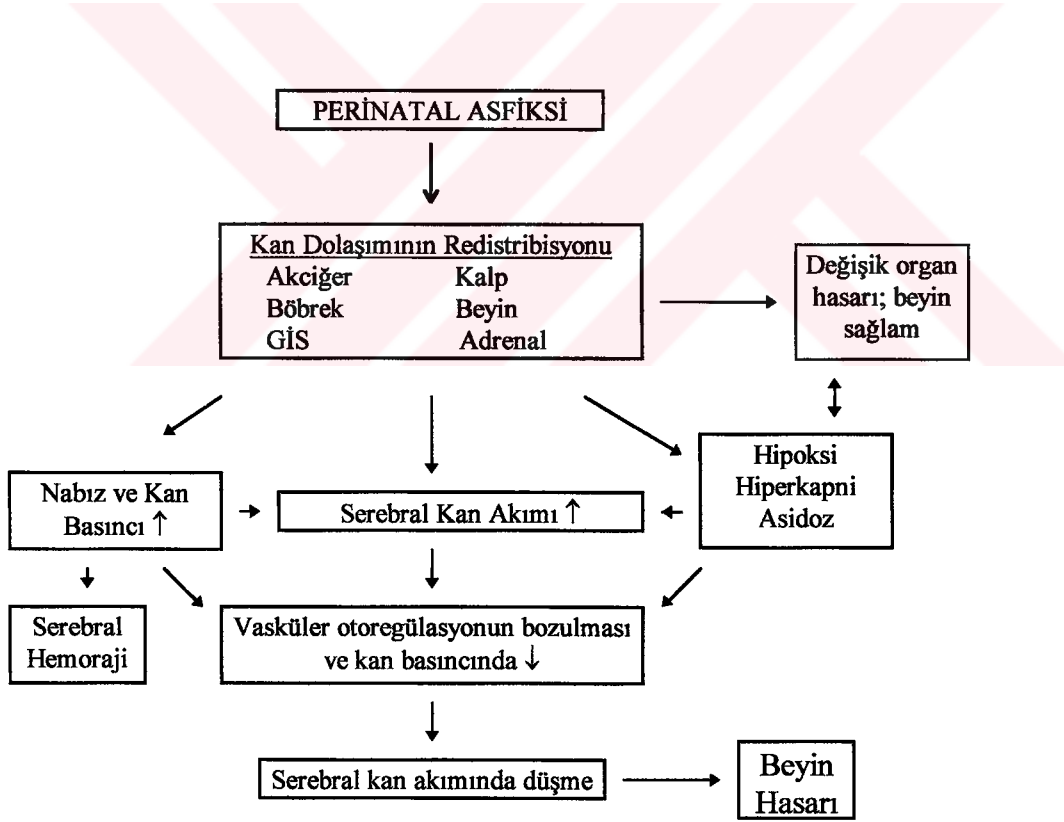 PERİNATAL ASFİKSİ
Kan Dolaşımının Redistribisyonu
Akciğer Kalp
Böbrek Beyin
GİS Adrenal
Değişik organ
hasarı; beyin
sağlam
Nabız ve Kan
Basıncı ↑
Serebral Kan Akımı ↑
Hipoksi
Hiperkapni
Asidoz
Serebral
Hemoraji
Vasküler otoregülasyonun bozulması
ve kan basıncında ↓
Serebral kan akımında düşme
Beyin
Hasarı